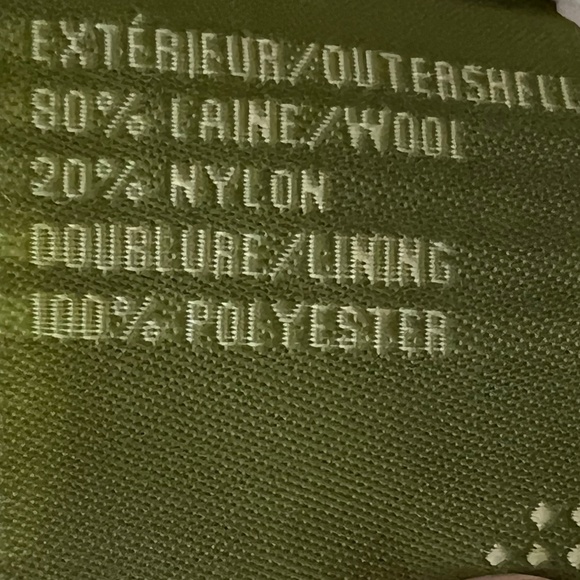 EXTÉRIEUR/OUTERSHELL
80% LAINE/WOOL
20% NYLON
DOUBLURE/LINING
100% POLYESTER